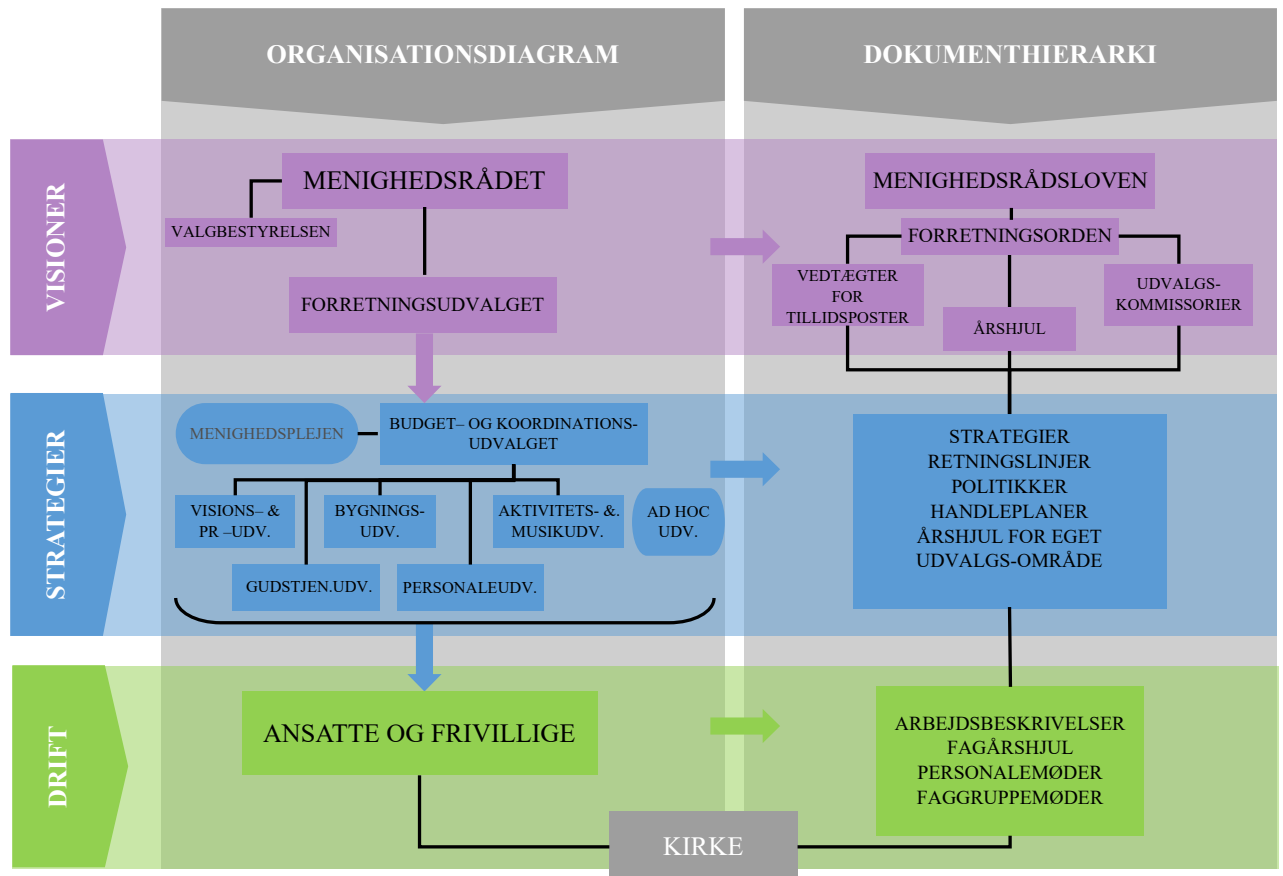 ORGANISATIONSDIAGRAM
DOKUMENTHIERARKI
VISIONER
MENIGHEDSRÅDET
VALGBESTYRELSEN
FORRETNINGSUDVALGET
MENIGHEDSRÅDSLOVEN
FORRETNINGSORDEN
VEDTÆGTER
FOR
TILLIDSPOSTER
ÅRSHJUL
UDVALGS-
KOMMISSORIER
STRATEGIER
MENIGHEDSPLEJEN
BUDGET– OG KOORDINATIONS-
UDVALGET
VISIONS– &
PR –UDV.
BYGNINGS-
UDV.
AKTIVITETS- &.
MUSIKUDV.
AD HOC
UDV.
GUDSTJEN.UDV.
PERSONALEUDV.
STRATEGIER
RETNINGSLINJER
POLITIKKER
HANDLEPLANER
ÅRSHJUL FOR EGET
UDVALGS-OMRÅDE
DRIFT
ANSATTE OG FRIVILLIGE
ARBEJDSBESKRIVELSER
FAGÅRSHJUL
PERSONALEMØDER
FAGGRUPPEMØDER
KIRKE